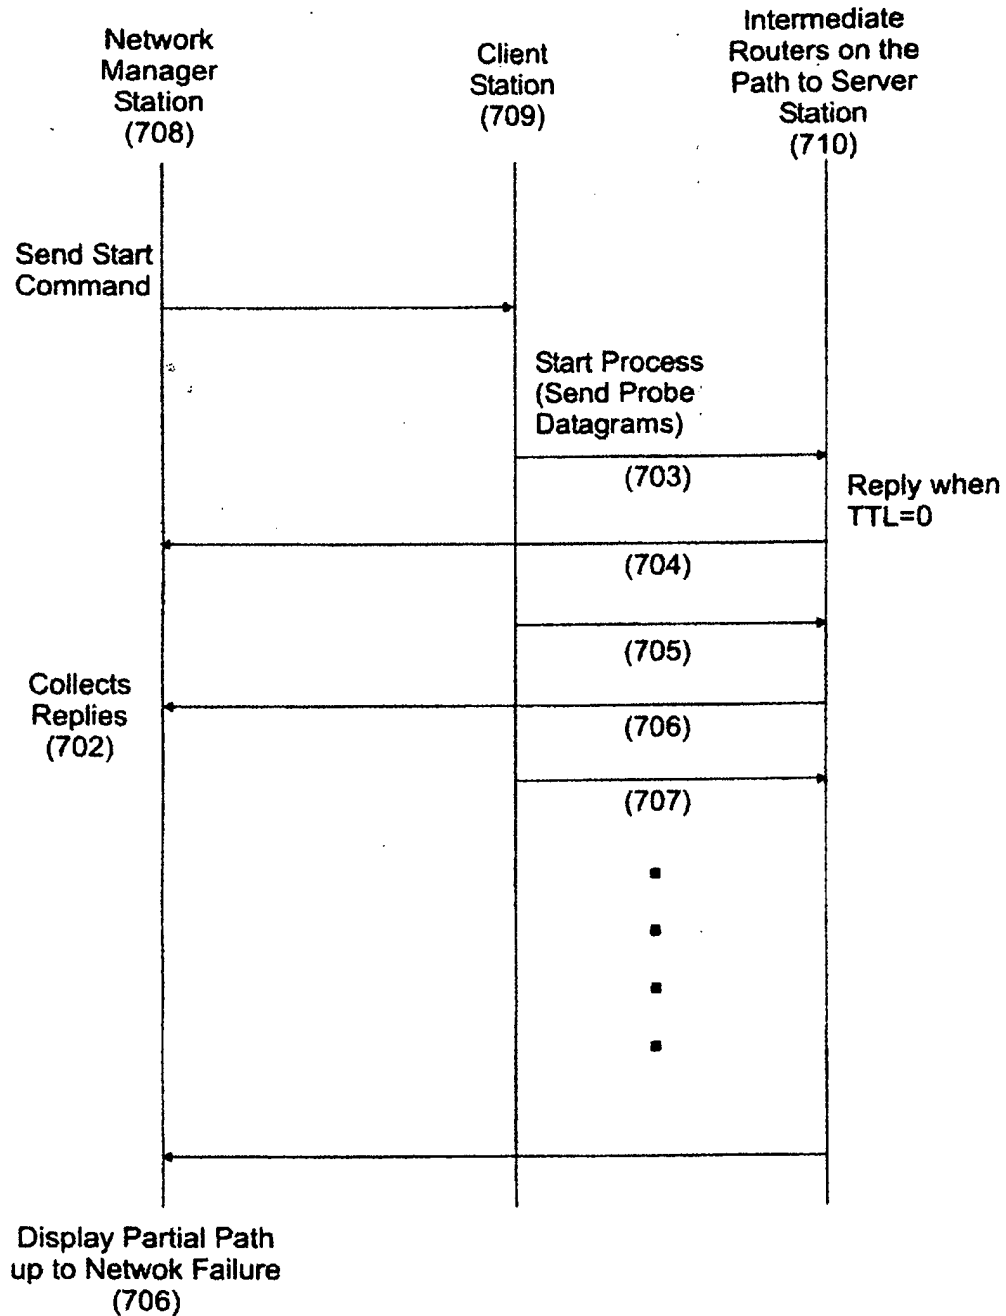 Network
Manager
Station
(708)
Client
Station
(709)
Intermediate
Routers on the
Path to Server
Station
(710)
Send Start
Command
Start Process
(Send Probe
Datagrams)
(703)
Reply when
TTL=0
(704)
(705)
Collects
Replies
(702)
(706)
(707)
Display Partial Path
up to Netwok Failure
(706)